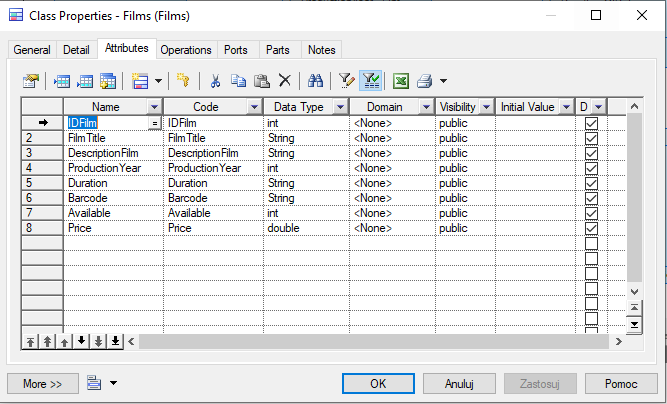 Class Properties - Films (Films)
General Detail Attributes Operations Ports Parts Notes
Name Code Data Type Domain Visibility Initial Value D
IDFilm = IDFilm int <None> public
2 FilmTitle FilmTitle String <None> public
3 DescriptionFilm DescriptionFilm String <None> public
4 ProductionYear ProductionYear int <None> public
5 Duration Duration String <None> public
6 Barcode Barcode String <None> public
7 Available Available int <None> public
8 Price Price double <None> public
More >> OK Anuluj Zastosuj Pomoc